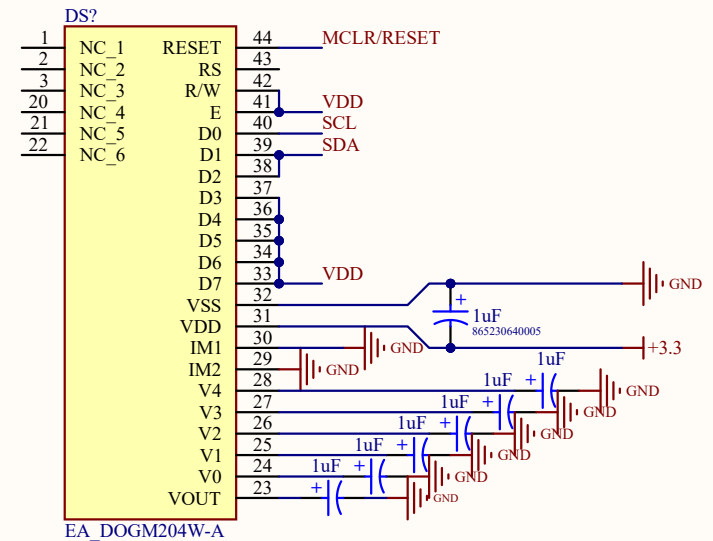 DS?
1 NC_1 RESET 44 MCLR/RESET
2 NC_2 RS 43
3 NC_3 R/W 42
20 NC_4 E 41 VDD
21 NC_5 D0 40 SCL
22 NC_6 D1 39 SDA
D2 38
D3 37
D4 36
D5 35
D6 34
D7 33 VDD
VSS 32 GND
+ 1uF
865230640005
VDD 31
IM1 30 GND +3.3
IM2 29 GND
V4 28 1uF + GND
V3 27 1uF + GND
V2 26 1uF + GND
V1 25 1uF + GND
V0 24 1uF + GND
VOUT 23 1uF + GND
EA_DOGM204W-A